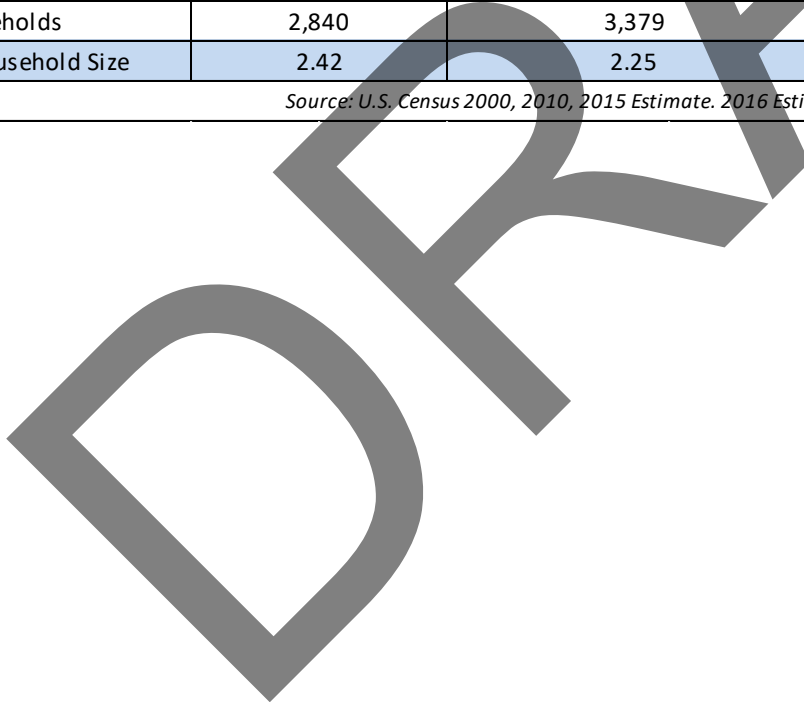 eholds 2,840 3,379
usehold Size 2.42 2.25
Source: U.S. Census 2000, 2010, 2015 Estimate. 2016 Esti
DR